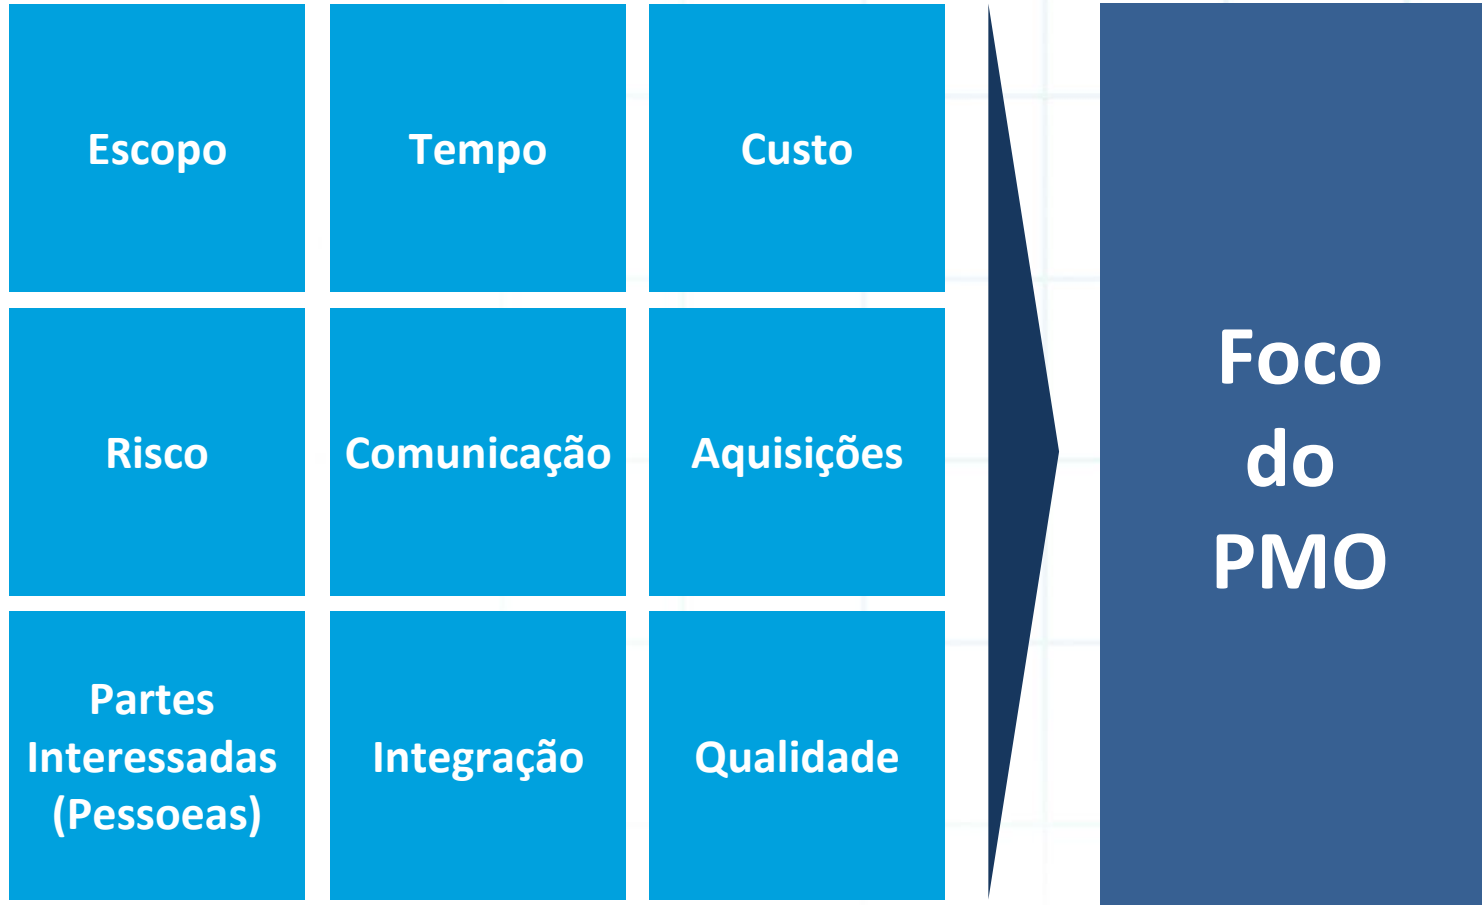 Escopo
Tempo
Custo
Risco
Comunicação
Aquisições
Partes
Interessadas
(Pessoeas)
Integração
Qualidade
Foco
do
PMO